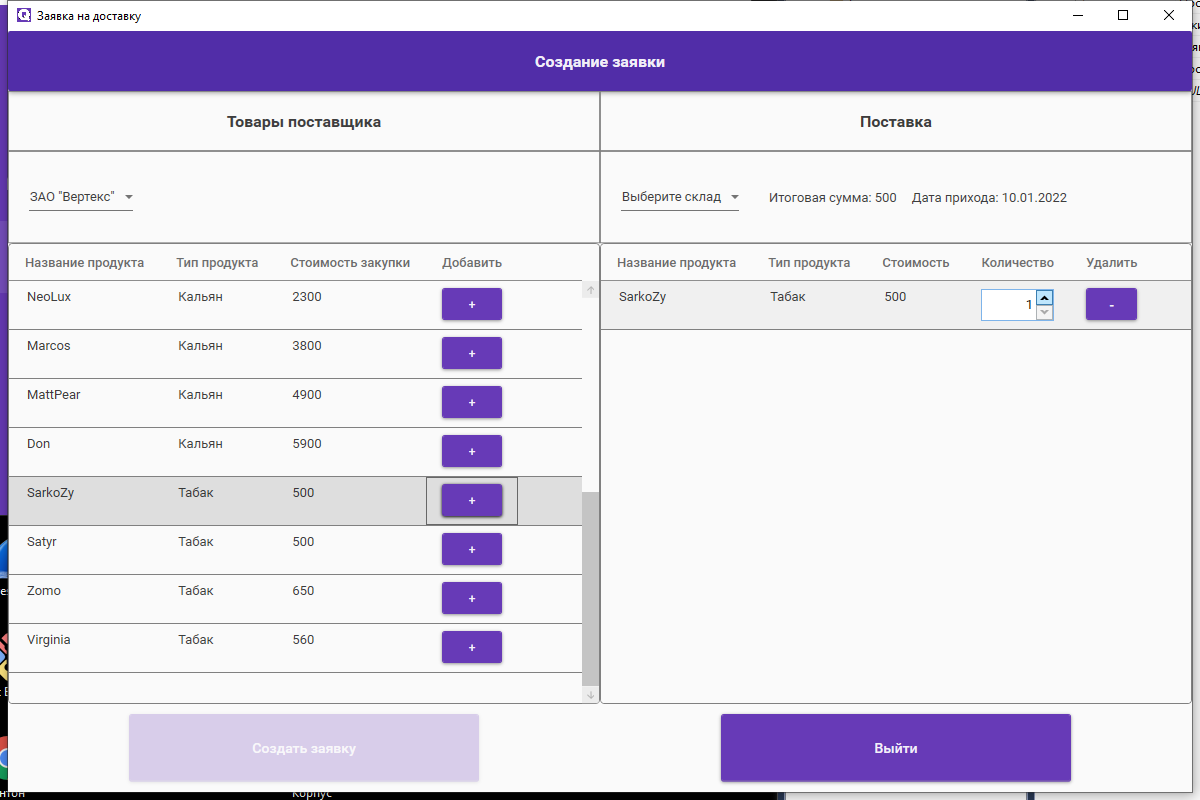 Заявка на доставку
Создание заявки
Товары поставщика
Поставка
ЗАО "Вертекс"
Выберите склад Итоговая сумма: 500 Дата прихода: 10.01.2022
Название продукта Тип продукта Стоимость закупки Добавить
NeoLux Кальян 2300 +
Marcos Кальян 3800 +
MattPear Кальян 4900 +
Don Кальян 5900 +
SarkoZy Табак 500 +
Satyr Табак 500 +
Zomo Табак 650 +
Virginia Табак 560 +
Название продукта Тип продукта Стоимость Количество Удалить
SarkoZy Табак 500 1 -
Создать заявку
Выйти
Корпус